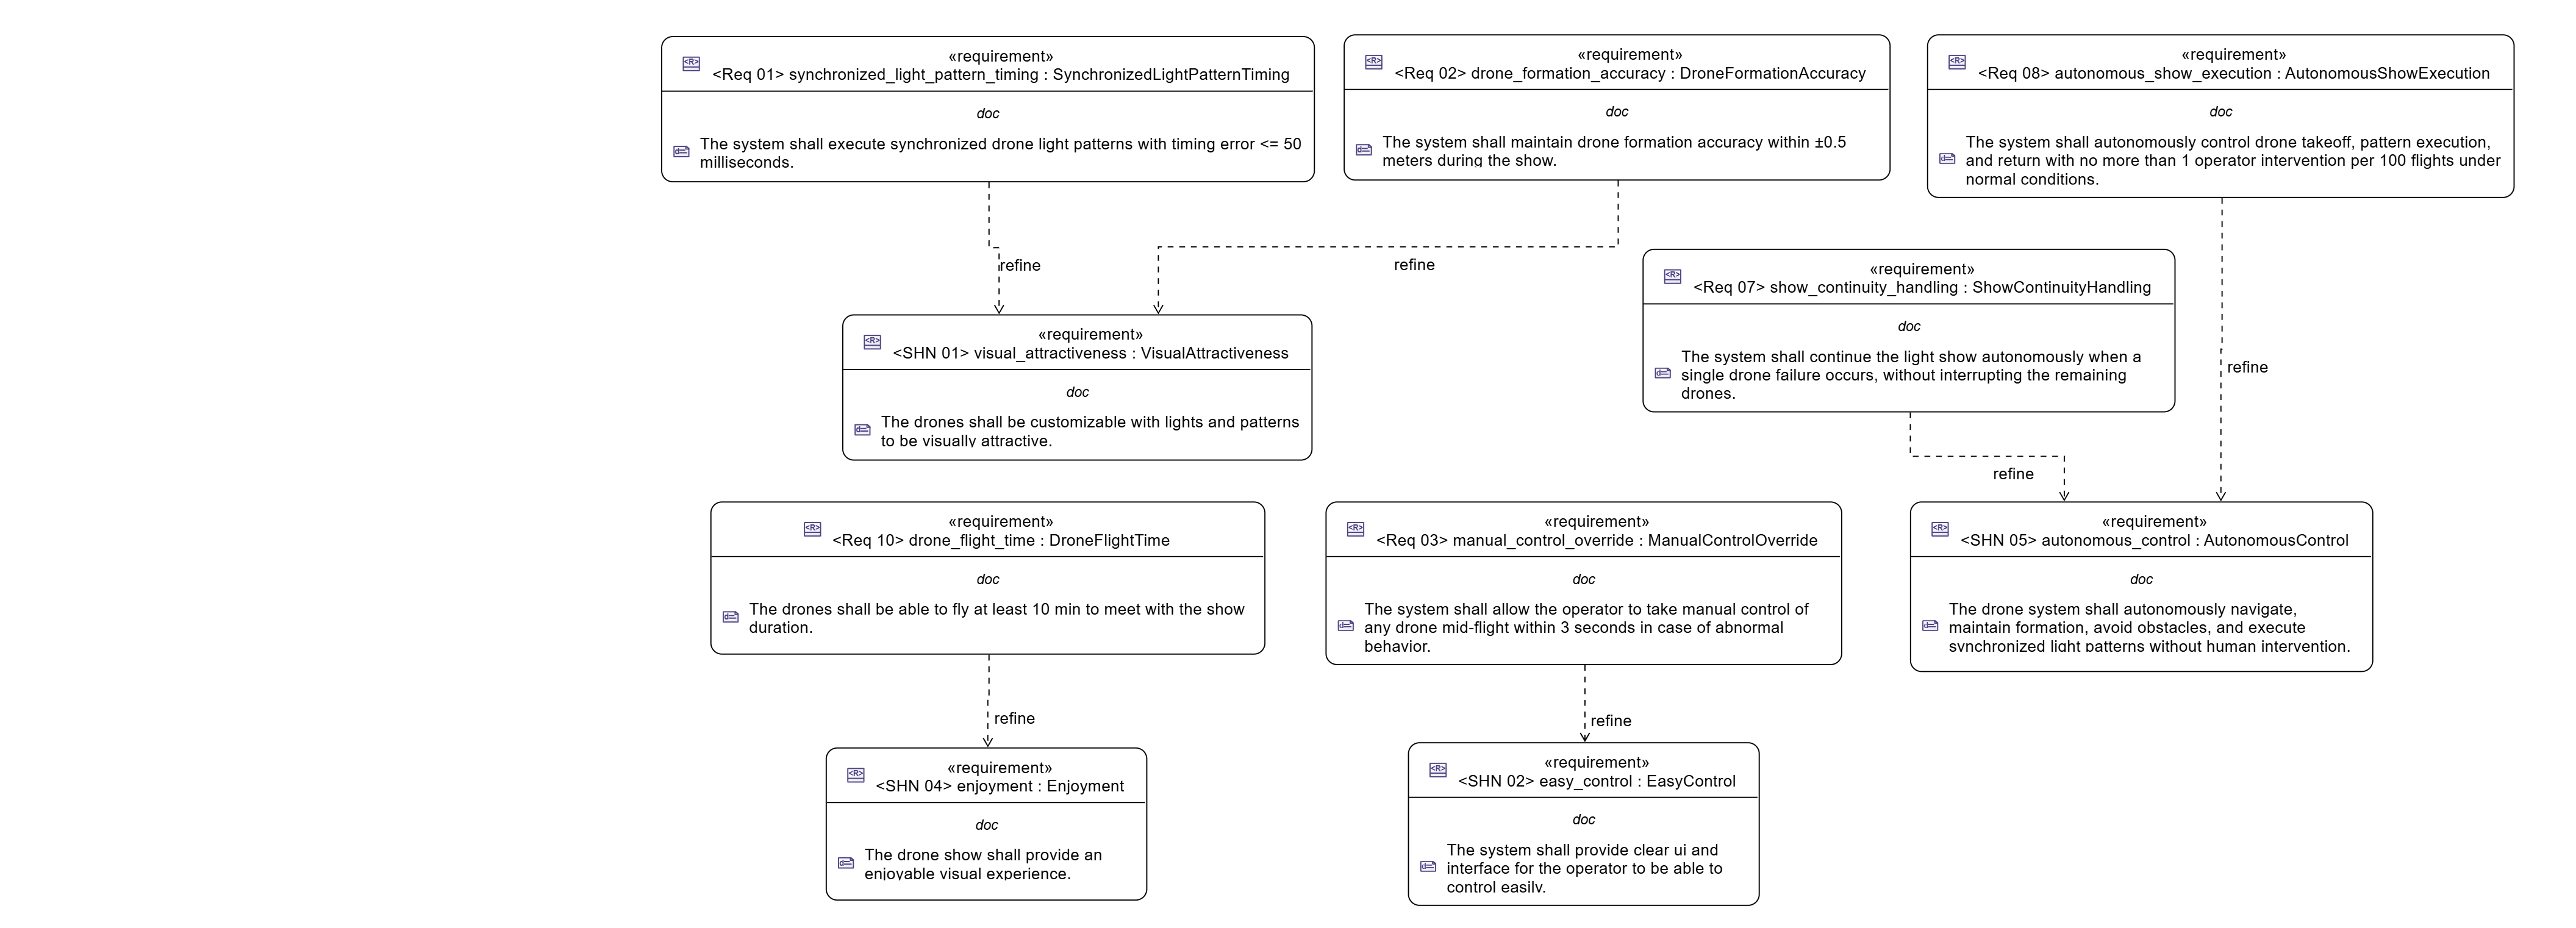 «requirement»
<Req 01> synchronized_light_pattern_timing : SynchronizedLightPatternTiming
doc
The system shall execute synchronized drone light patterns with timing error <= 50
milliseconds.
«requirement»
<Req 02> drone_formation_accuracy : DroneFormationAccuracy
doc
The system shall maintain drone formation accuracy within ±0.5
meters during the show.
«requirement»
<Req 08> autonomous_show_execution : AutonomousShowExecution
doc
The system shall autonomously control drone takeoff, pattern execution,
and return with no more than 1 operator intervention per 100 flights under
normal conditions.
refine
refine
«requirement»
<Req 07> show_continuity_handling : ShowContinuityHandling
doc
The system shall continue the light show autonomously when a
single drone failure occurs, without interrupting the remaining
drones.
refine
«requirement»
<SHN 01> visual_attractiveness : VisualAttractiveness
doc
The drones shall be customizable with lights and patterns
to be visually attractive.
refine
«requirement»
<Req 10> drone_flight_time : DroneFlightTime
doc
The drones shall be able to fly at least 10 min to meet with the show
duration.
«requirement»
<Req 03> manual_control_override : ManualControlOverride
doc
The system shall allow the operator to take manual control of
any drone mid-flight within 3 seconds in case of abnormal
behavior.
«requirement»
<SHN 05> autonomous_control : AutonomousControl
doc
The drone system shall autonomously navigate,
maintain formation, avoid obstacles, and execute
synchronized light patterns without human intervention.
refine
refine
«requirement»
<SHN 04> enjoyment : Enjoyment
doc
The drone show shall provide an
enjoyable visual experience.
«requirement»
<SHN 02> easy_control : EasyControl
doc
The system shall provide clear ui and
interface for the operator to be able to
control easily.